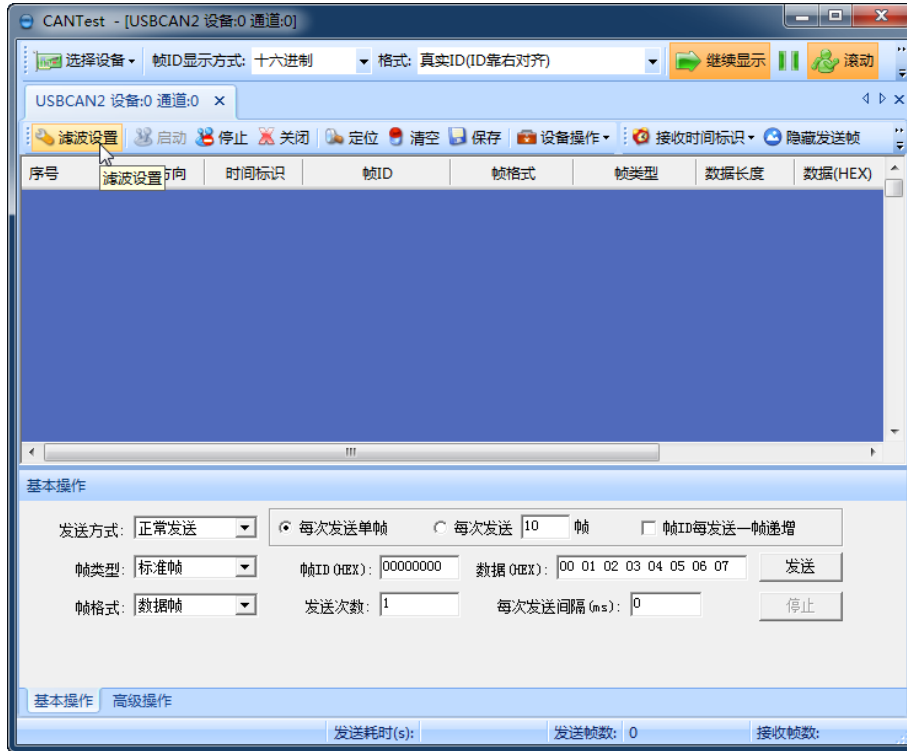 CANTest - [USBCAN2 设备:0 通道:0]
选择设备 帧ID显示方式: 十六进制 格式: 真实ID(ID靠右对齐) 继续显示 滚动
USBCAN2 设备:0 通道:0
滤波设置 启动 停止 关闭 定位 清空 保存 设备操作 接收时间标识 隐藏发送帧
序号 方向 时间标识 帧ID 帧格式 帧类型 数据长度 数据(HEX)
滤波设置
基本操作
发送方式: 正常发送 每次发送单帧 每次发送 10 帧 帧ID每发送一帧递增
帧类型: 标准帧 帧ID(HEX): 00000000 数据(HEX): 00 01 02 03 04 05 06 07 发送
帧格式: 数据帧 发送次数: 1 每次发送间隔(ms): 0 停止
基本操作 高级操作
发送耗时(s): 发送帧数: 0 接收帧数: